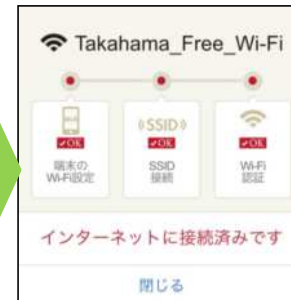 Takahama_Free_Wi-Fi
((SSID))
✔OK ✔OK ✔OK
端末の
Wi-Fi設定
SSID
接続
Wi-Fi
認証
インターネットに接続済みです
閉じる